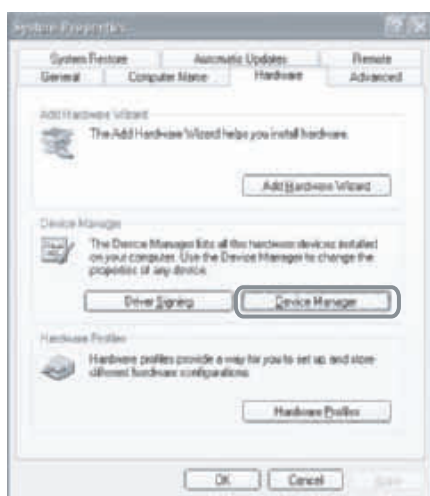 System Properties
System Restore Automatic Updates Remote
General Computer Name Hardware Advanced
Add Hardware Wizard
The Add Hardware Wizard helps you install hardware.
Add Hardware Wizard
Device Manager
The Device Manager lists all the hardware devices installed
on your computer. Use the Device Manager to change the
properties of any device.
Driver Signing Device Manager
Hardware Profiles
Hardware profiles provide a way for you to set up and store
different hardware configurations.
Hardware Profiles
OK Cancel Apply